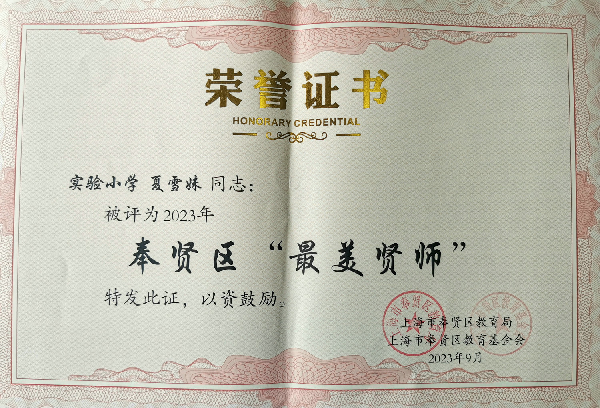 荣誉证书
HONORARY CREDENTIAL
实验小学 夏雪妹 同志：
被评为2023年
奉贤区“最美贤师”
特发此证，以资鼓励。
上海市奉贤区教育局
上海市奉贤区教育基金会
2023年9月